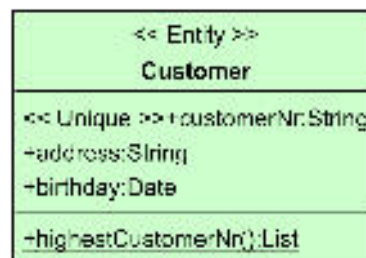 << Entity >>
Customer
<< Unique >>+customerNr:String
+address:String
+birthday:Date
+highestCustomerNr():List